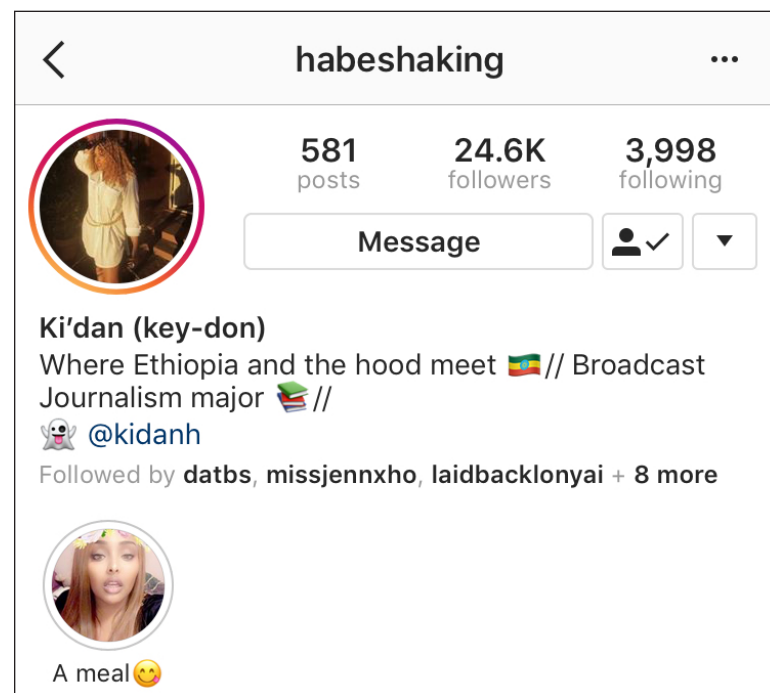 habeshaking
581 24.6K 3,998
posts followers following
Message
Ki’dan (key-don)
Where Ethiopia and the hood meet 🇪🇹// Broadcast
Journalism major 📚//
👻 @kidanh
Followed by datbs, missjennxho, laidbacklonyai + 8 more
A meal😋